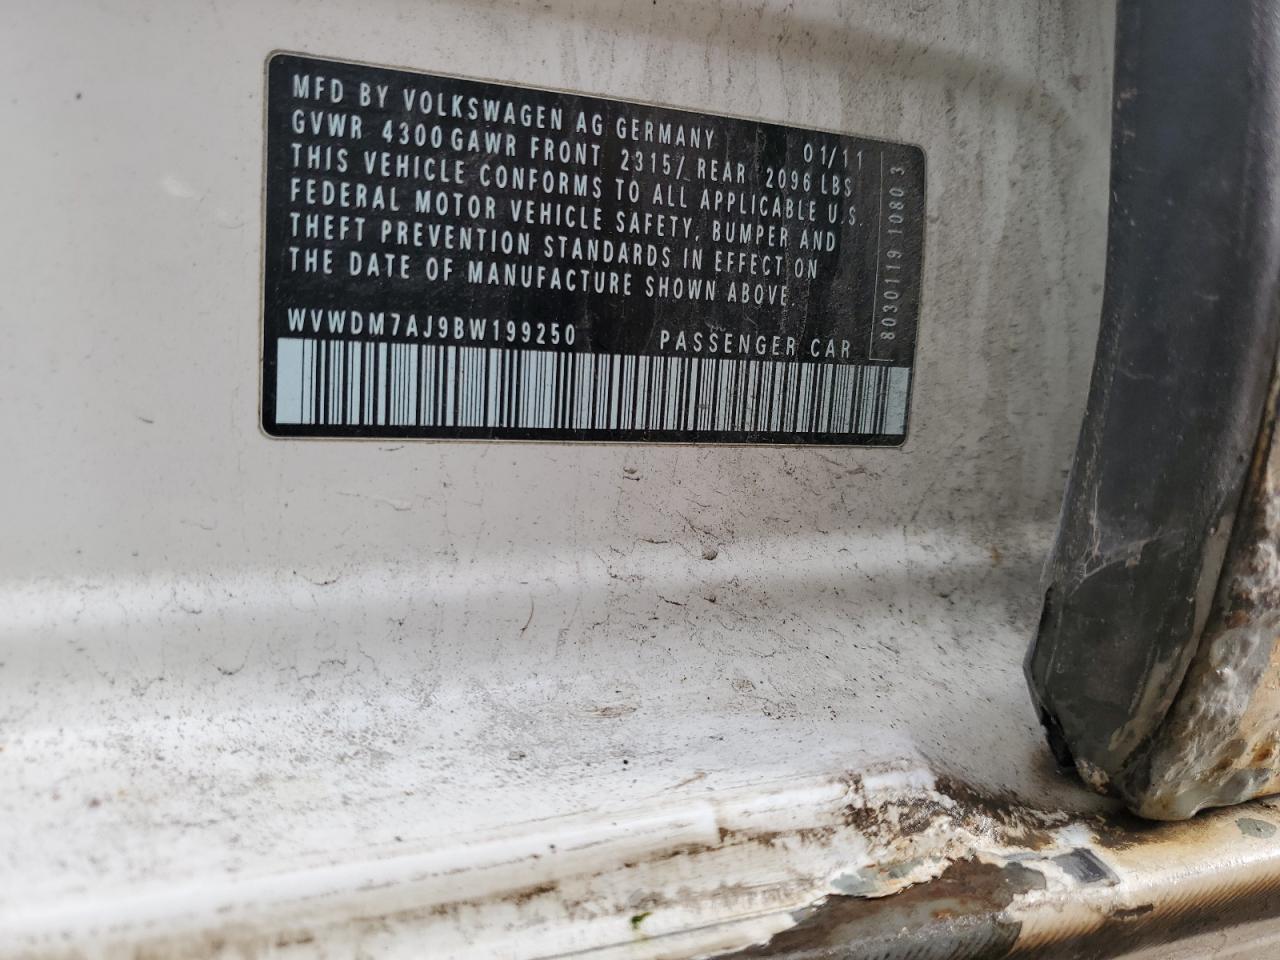 MFD BY VOLKSWAGEN AG GERMANY 01/11
GVWR 4300 GAWR FRONT 2315/ REAR 2096 LBS
THIS VEHICLE CONFORMS TO ALL APPLICABLE U.S.
FEDERAL MOTOR VEHICLE SAFETY, BUMPER AND
THEFT PREVENTION STANDARDS IN EFFECT ON
THE DATE OF MANUFACTURE SHOWN ABOVE.
WVWDM7AJ9BW199250 PASSENGER CAR
8030119 1080 3